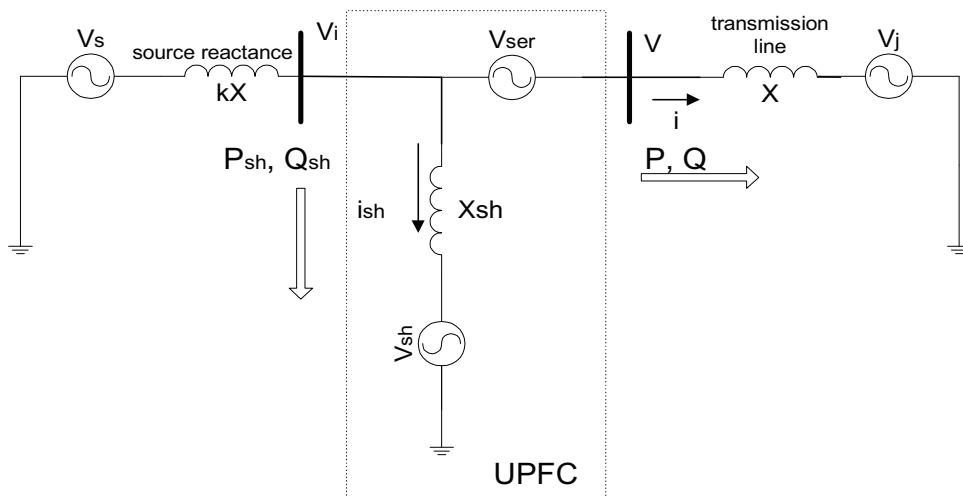 Vs
source reactance
kX
Vi
Vser
V
transmission
line
X
Vj
i
Psh, Qsh
P, Q
ish
Xsh
Vsh
UPFC